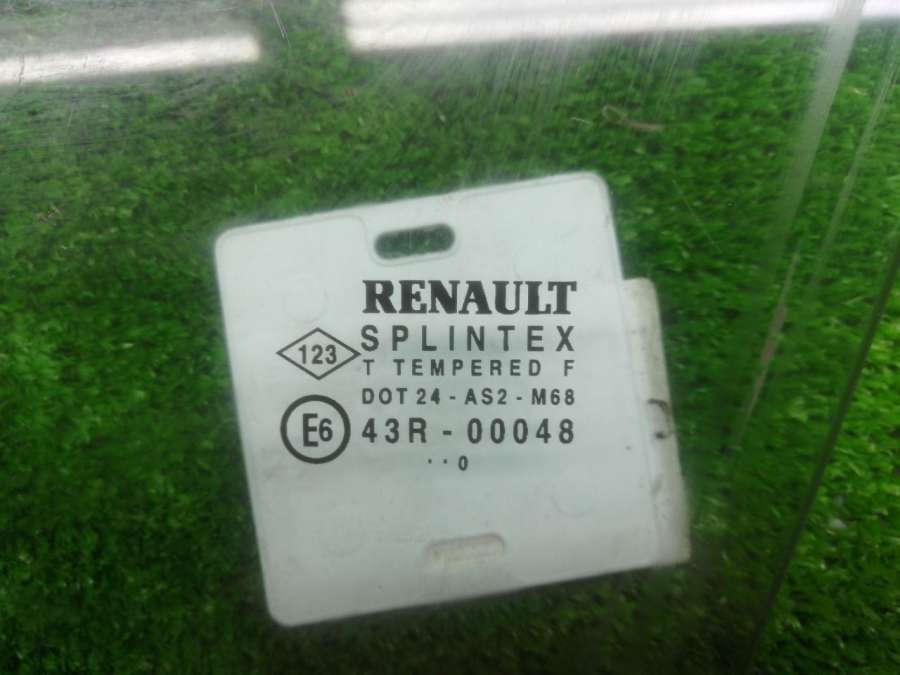 RENAULT
SPLINTEX
123
T TEMPERED F
DOT 24 - AS2 - M68
E6 43R - 00048
··0